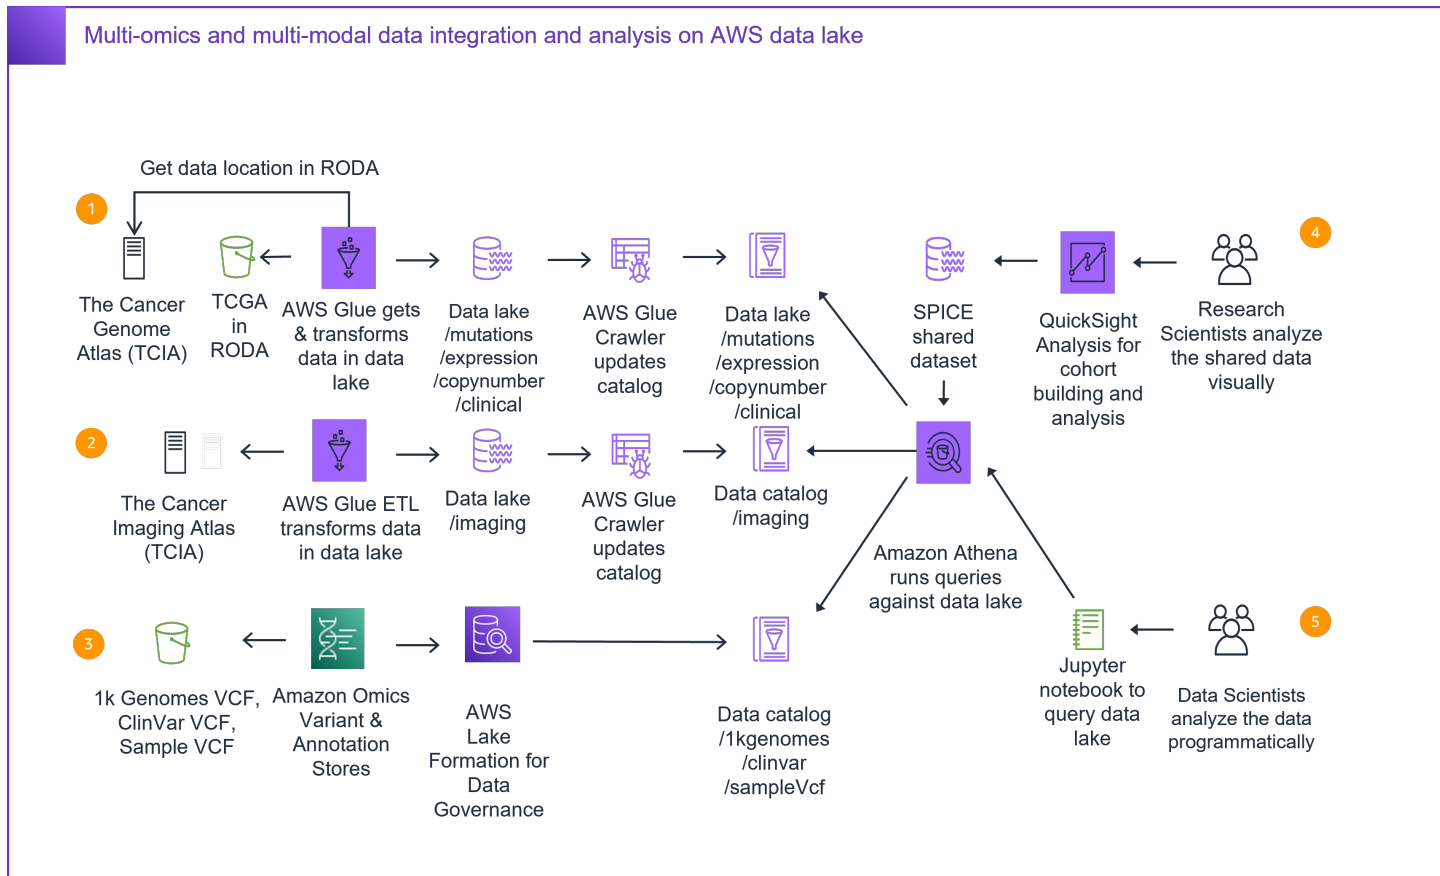 Multi-omics and multi-modal data integration and analysis on AWS data lake
Get data location in RODA
1
The Cancer
Genome
Atlas (TCIA)
TCGA
in
RODA
AWS Glue gets
& transforms
data in data
lake
Data lake
/mutations
/expression
/copynumber
/clinical
AWS Glue
Crawler
updates
catalog
Data lake
/mutations
/expression
/copynumber
/clinical
SPICE
shared
dataset
QuickSight
Analysis for
cohort
building and
analysis
4
Research
Scientists analyze
the shared data
visually
2
The Cancer
Imaging Atlas
(TCIA)
AWS Glue ETL
transforms data
in data lake
Data lake
/imaging
AWS Glue
Crawler
updates
catalog
Data catalog
/imaging
Amazon Athena
runs queries
against data lake
3
1k Genomes VCF,
ClinVar VCF,
Sample VCF
Amazon Omics
Variant &
Annotation
Stores
AWS
Lake
Formation for
Data
Governance
Data catalog
/1kgenomes
/clinvar
/sampleVcf
Jupyter
notebook to
query data
lake
5
Data Scientists
analyze the data
programmatically